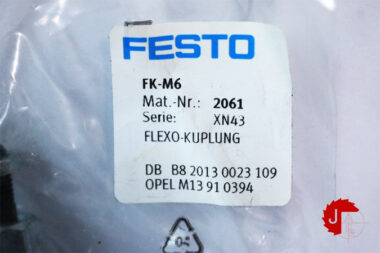 FESTO
FK-M6
Mat.-Nr.: 2061
Serie: XN43
FLEXO-KUPLUNG
DB B8 2013 0023 109
OPEL M13 91 0394